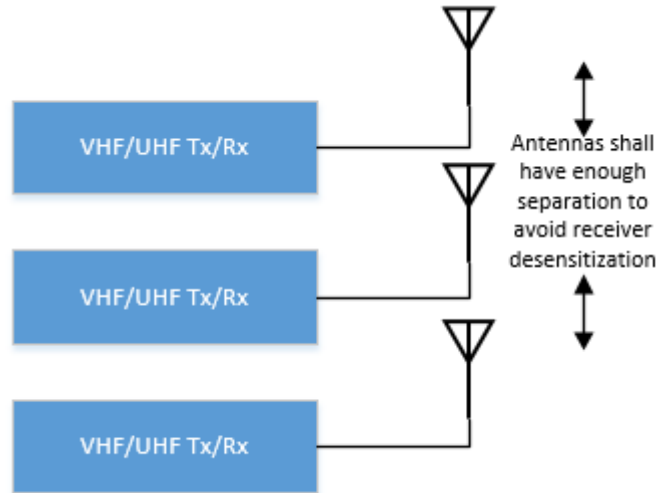 VHF/UHF Tx/Rx
Antennas shall
have enough
separation to
avoid receiver
desensitization
VHF/UHF Tx/Rx
VHF/UHF Tx/Rx